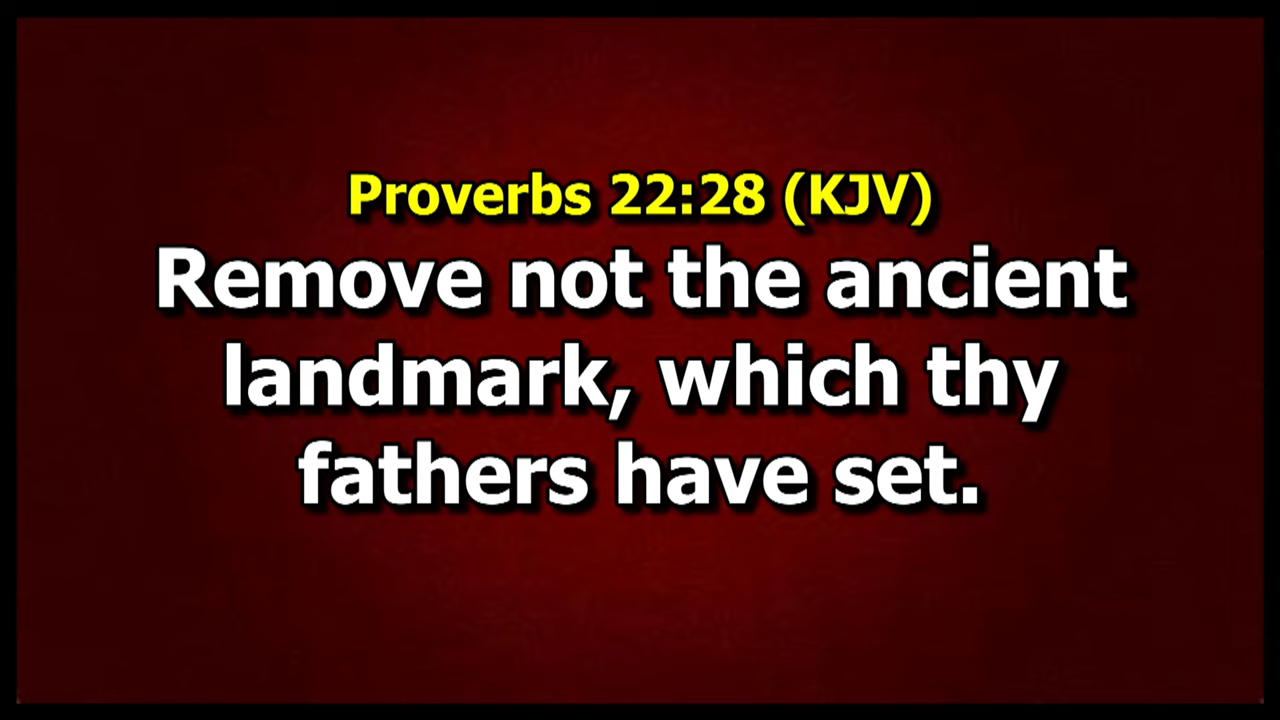 Proverbs 22:28 (KJV)
Remove not the ancient
landmark, which thy
fathers have set.